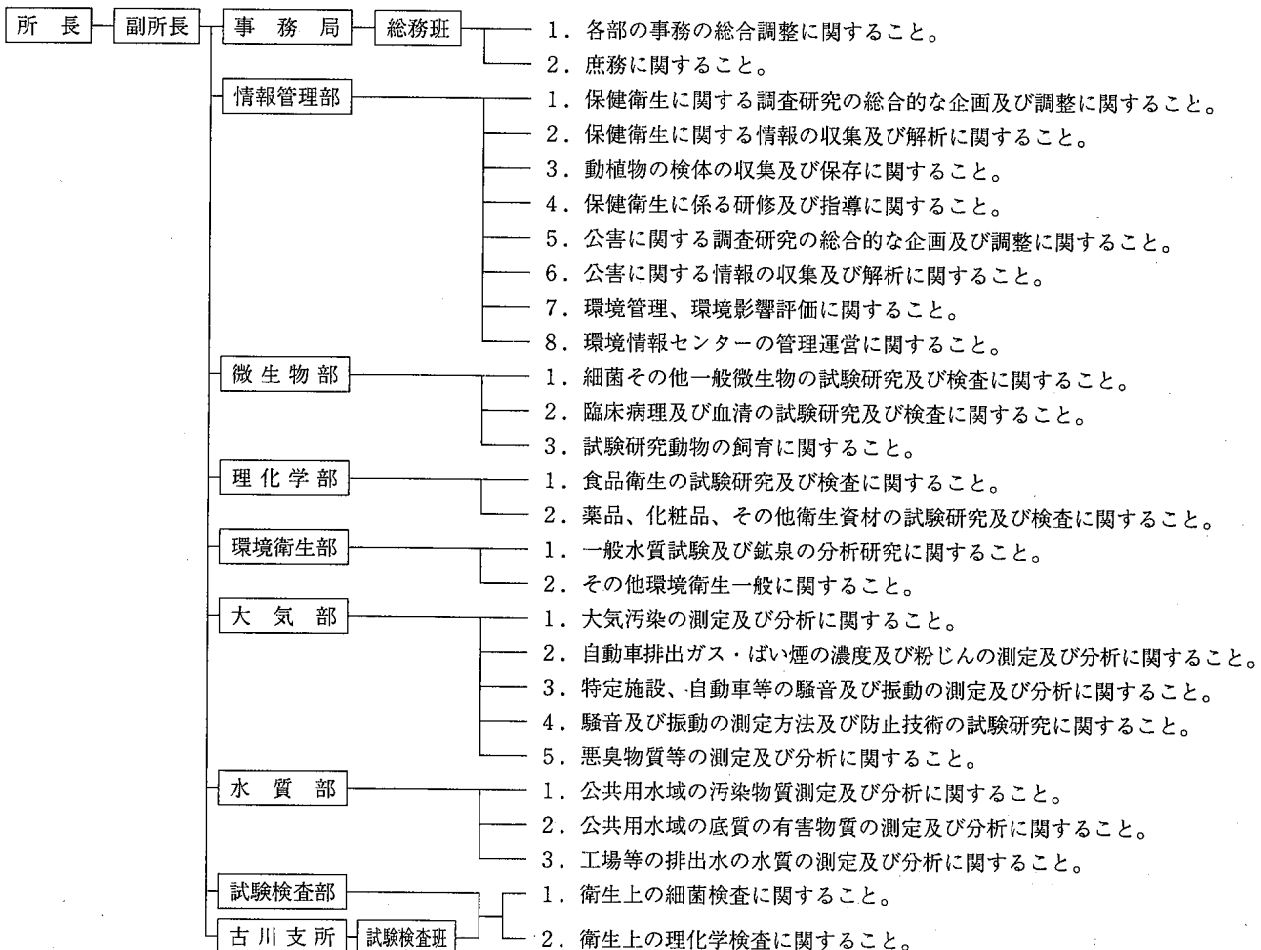 所長 副所長 事務局 総務班 1．各部の事務の総合調整に関すること。
2．庶務に関すること。
情報管理部 1．保健衛生に関する調査研究の総合的な企画及び調整に関すること。
2．保健衛生に関する情報の収集及び解析に関すること。
3．動植物の検体の収集及び保存に関すること。
4．保健衛生に係る研修及び指導に関すること。
5．公害に関する調査研究の総合的な企画及び調整に関すること。
6．公害に関する情報の収集及び解析に関すること。
7．環境管理、環境影響評価に関すること。
8．環境情報センターの管理運営に関すること。
微生物部 1．細菌その他一般微生物の試験研究及び検査に関すること。
2．臨床病理及び血清の試験研究及び検査に関すること。
3．試験研究動物の飼育に関すること。
理化学部 1．食品衛生の試験研究及び検査に関すること。
2．薬品、化粧品、その他衛生資材の試験研究及び検査に関すること。
環境衛生部 1．一般水質試験及び鉱泉の分析研究に関すること。
2．その他環境衛生一般に関すること。
大気部 1．大気汚染の測定及び分析に関すること。
2．自動車排出ガス・ばい煙の濃度及び粉じんの測定及び分析に関すること。
3．特定施設、自動車等の騒音及び振動の測定及び分析に関すること。
4．騒音及び振動の測定方法及び防止技術の試験研究に関すること。
5．悪臭物質等の測定及び分析に関すること。
水質部 1．公共用水域の汚染物質測定及び分析に関すること。
2．公共用水域の底質の有害物質の測定及び分析に関すること。
3．工場等の排出水の水質の測定及び分析に関すること。
試験検査部 1．衛生上の細菌検査に関すること。
古川支所 試験検査班 2．衛生上の理化学検査に関すること。